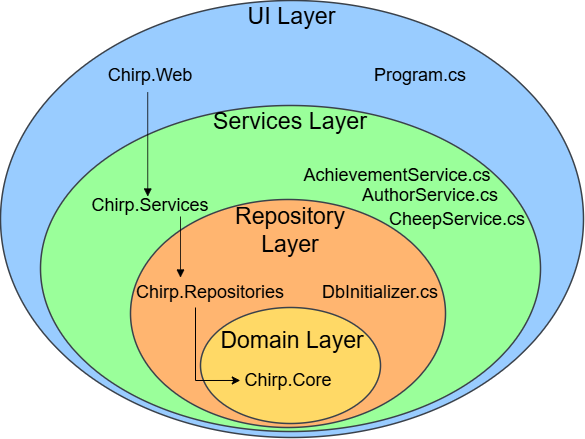 UI Layer
Chirp.Web
Program.cs
Services Layer
AchievementService.cs
AuthorService.cs
Chirp.Services
CheepService.cs
Repository
Layer
Chirp.Repositories
DbInitializer.cs
Domain Layer
Chirp.Core